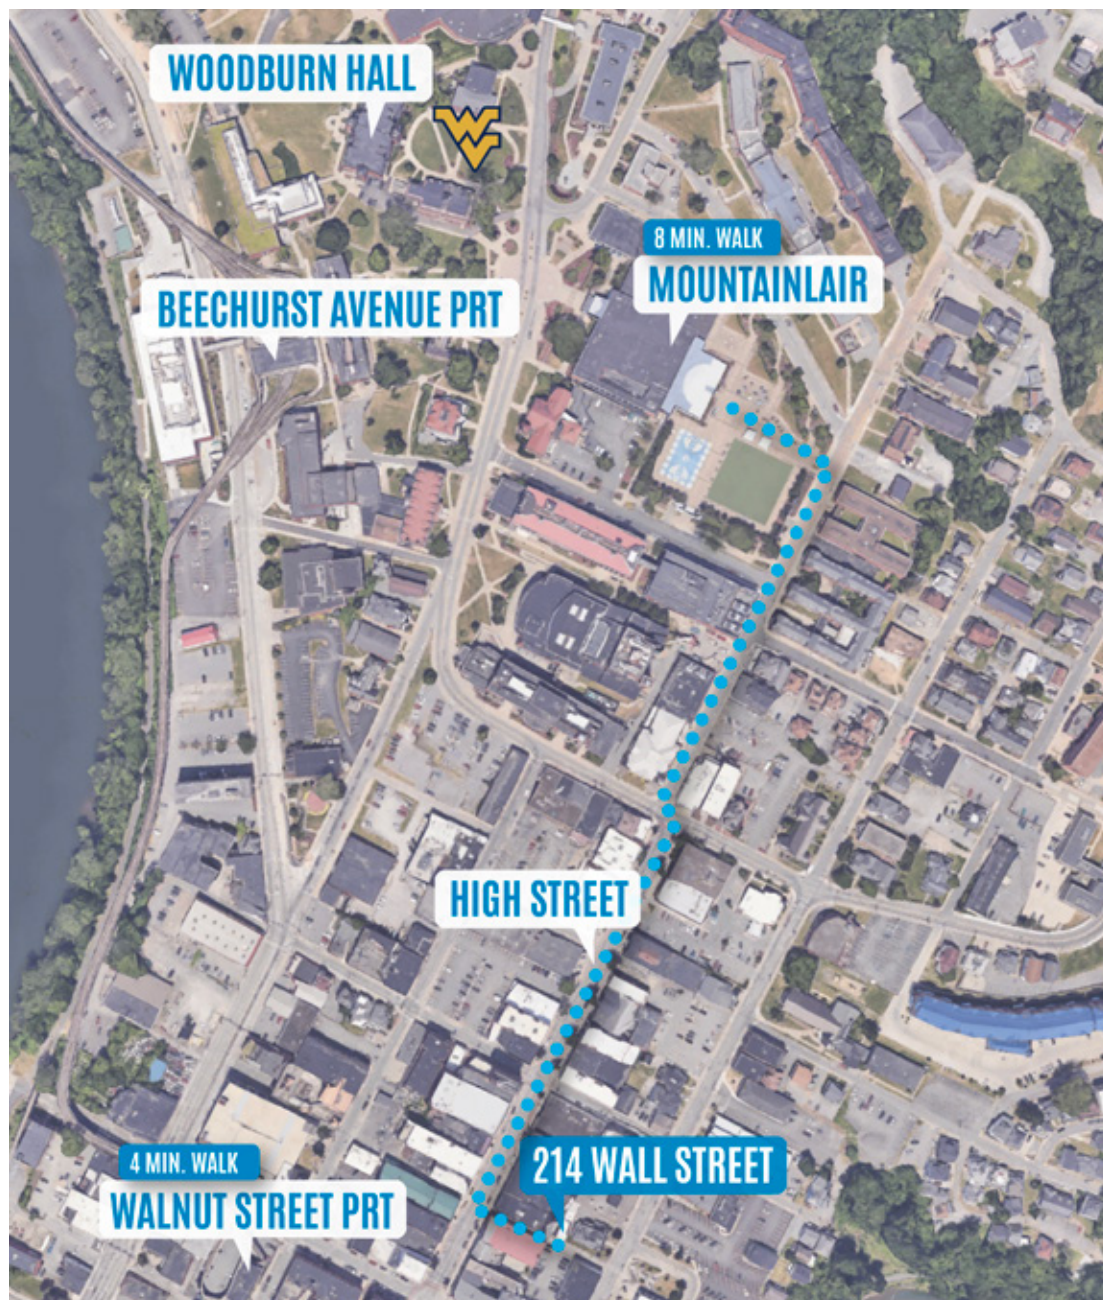 WOODBURN HALL
WV
8 MIN. WALK
MOUNTAINLAIR
BEECHURST AVENUE PRT
HIGH STREET
214 WALL STREET
4 MIN. WALK
WALNUT STREET PRT